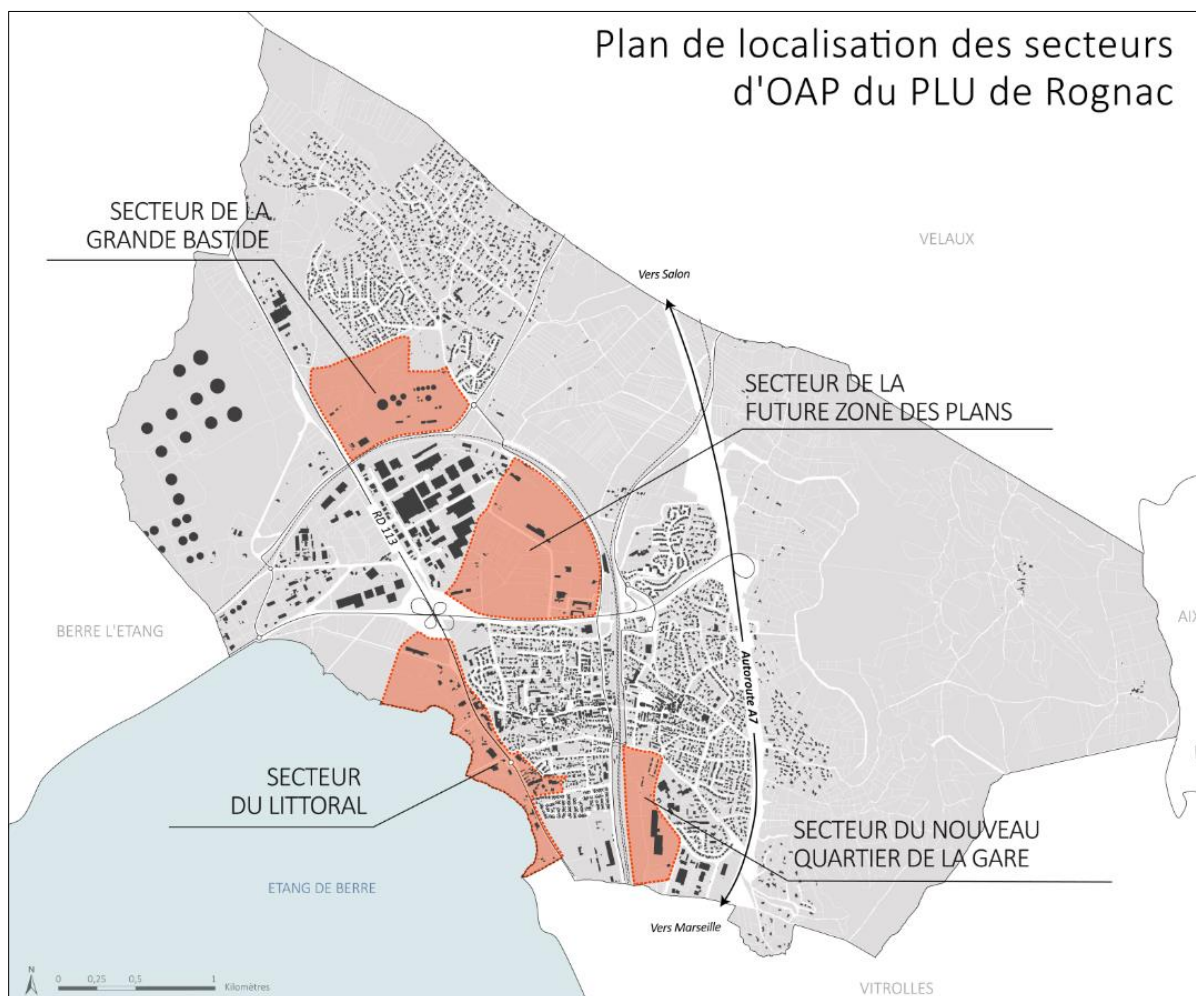 Plan de localisation des secteurs
d'OAP du PLU de Rognac
SECTEUR DE LA
GRANDE BASTIDE
VELAUX
Vers Salon
SECTEUR DE LA
FUTURE ZONE DES PLANS
RD 113
BERRE L'ETANG
AIX
Autoroute A7
SECTEUR
DU LITTORAL
SECTEUR DU NOUVEAU
QUARTIER DE LA GARE
ETANG DE BERRE
Vers Marseille
VITROLLES
N
0 0,25 0,5 1
Kilomètres